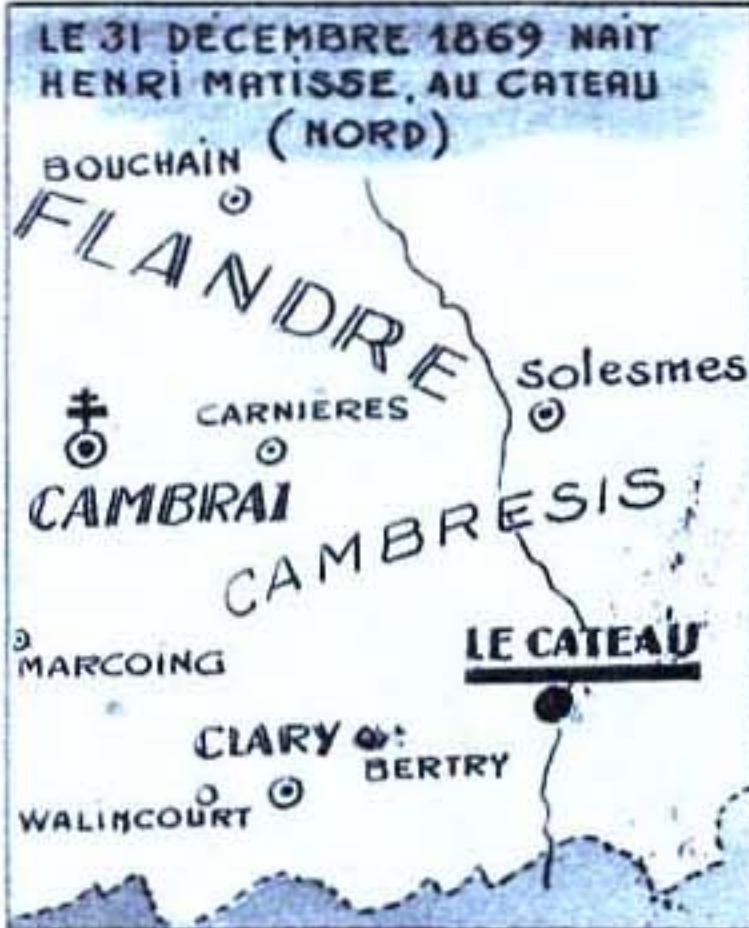 LE 31 DÉCEMBRE 1869 NAIT
HENRI MATISSE, AU CATEAU
(NORD)
BOUCHAIN
FLANDRE
Solesmes
CARNIERES
CAMBRAI
CAMBRESIS
LE CATEAU
MARCOING
CLARY
BERTRY
WALINCOURT